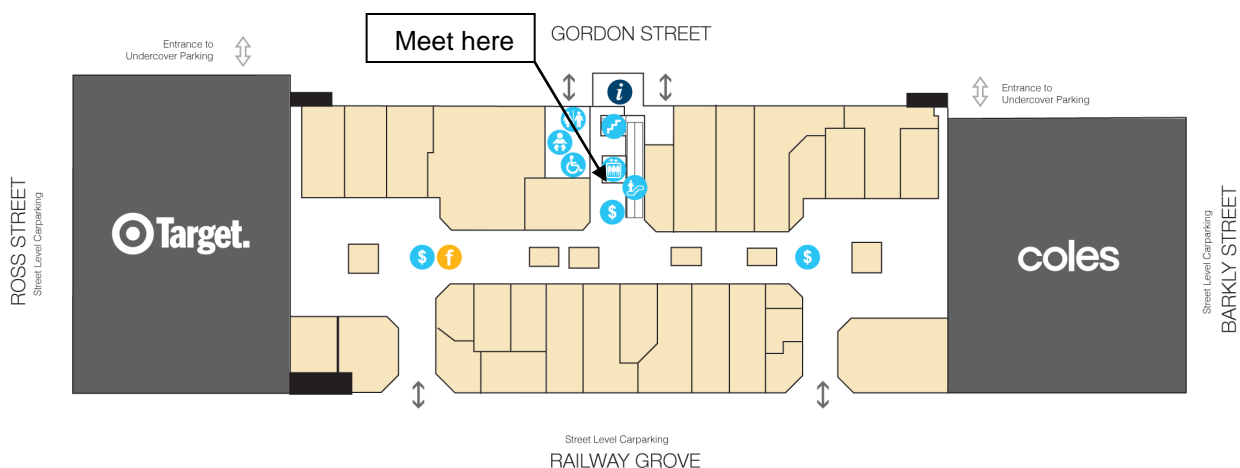 Meet here
GORDON STREET
Entrance to
Undercover Parking
i
Entrance to
Undercover Parking
ROSS STREET
Street Level Carparking
Target.
$
$
f
$
coles
Street Level Carparking
BARKLY STREET
Street Level Carparking
RAILWAY GROVE